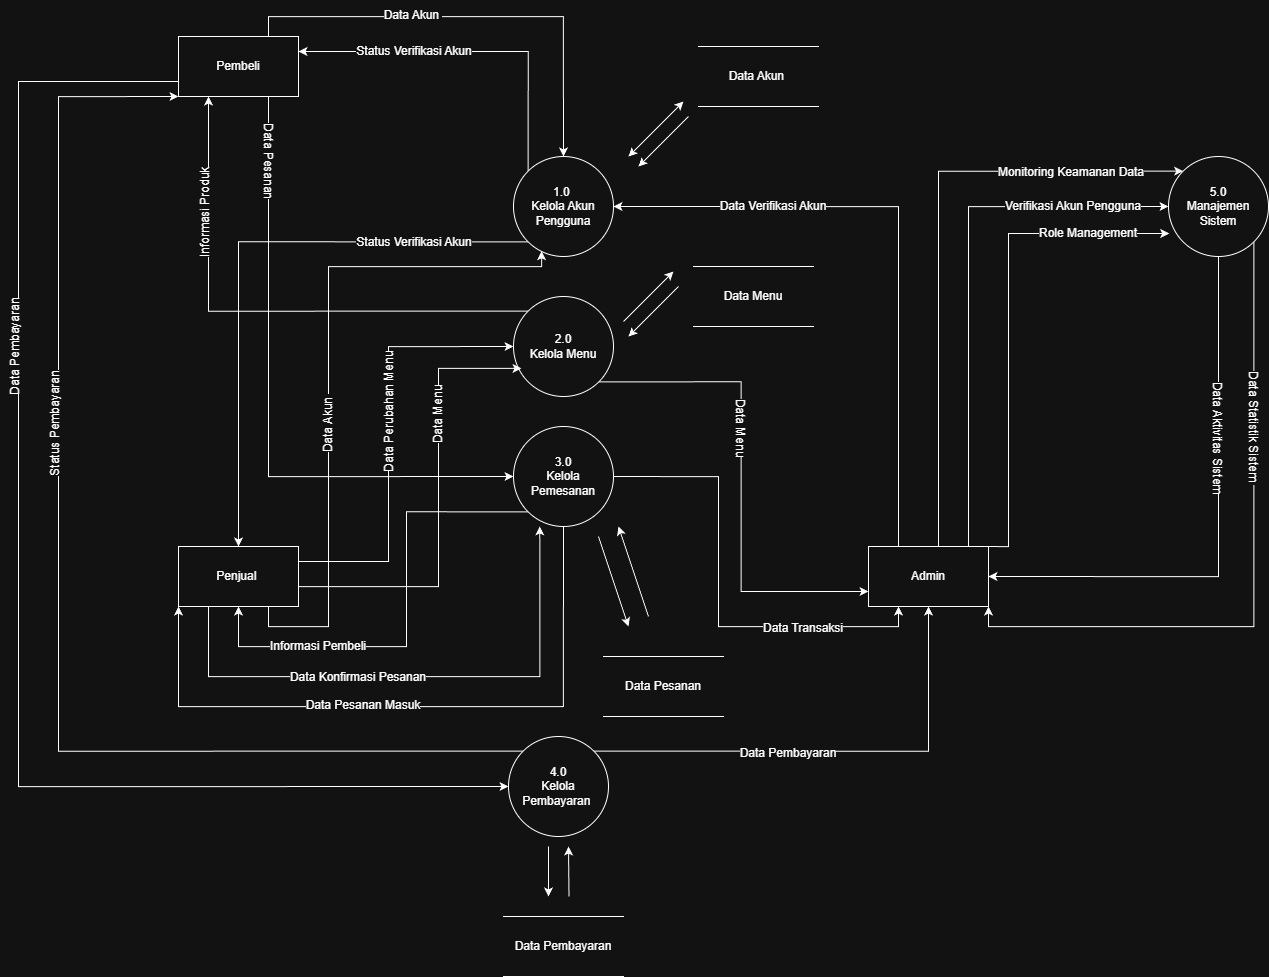 Data Akun
Status Verifikasi Akun
Pembeli
Data Akun
Data Pesanan
Informasi Produk
1.0
Kelola Akun
Pengguna
Data Verifikasi Akun
Monitoring Keamanan Data
Verifikasi Akun Pengguna
Role Management
5.0
Manajemen
Sistem
Status Verifikasi Akun
Data Menu
Data Pembayaran
Status Pembayaran
2.0
Kelola Menu
Data Akun
Data Perubahan Menu
Data Menu
Data Menu
Data Aktivitas Sistem
Data Statistik Sistem
3.0
Kelola
Pemesanan
Penjual
Admin
Informasi Pembeli
Data Transaksi
Data Konfirmasi Pesanan
Data Pesanan
Data Pesanan Masuk
Data Pembayaran
4.0
Kelola
Pembayaran
Data Pembayaran